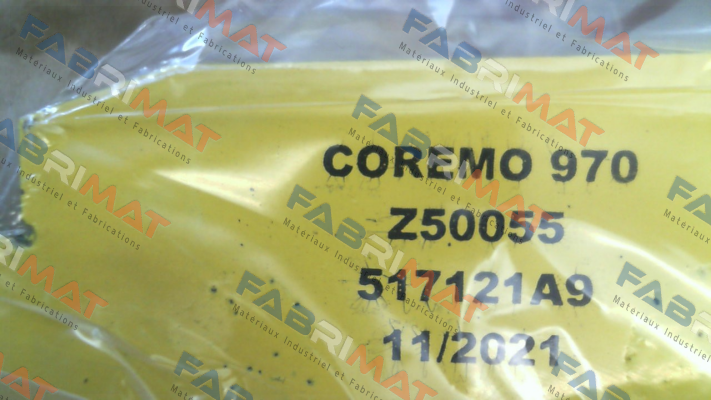 COREMO 970
Z50055
517121A9
11/2021
FABRIMAT
Materiaux Industriel et Fabrications